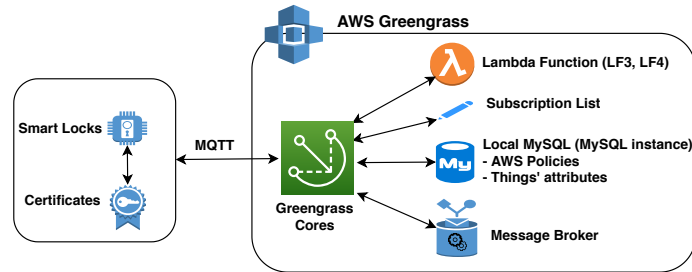 AWS Greengrass
Lambda Function (LF3, LF4)
Subscription List
Smart Locks
MQTT
Local MySQL (MySQL instance)
- AWS Policies
- Things' attributes
My
Certificates
Greengrass
Cores
Message Broker